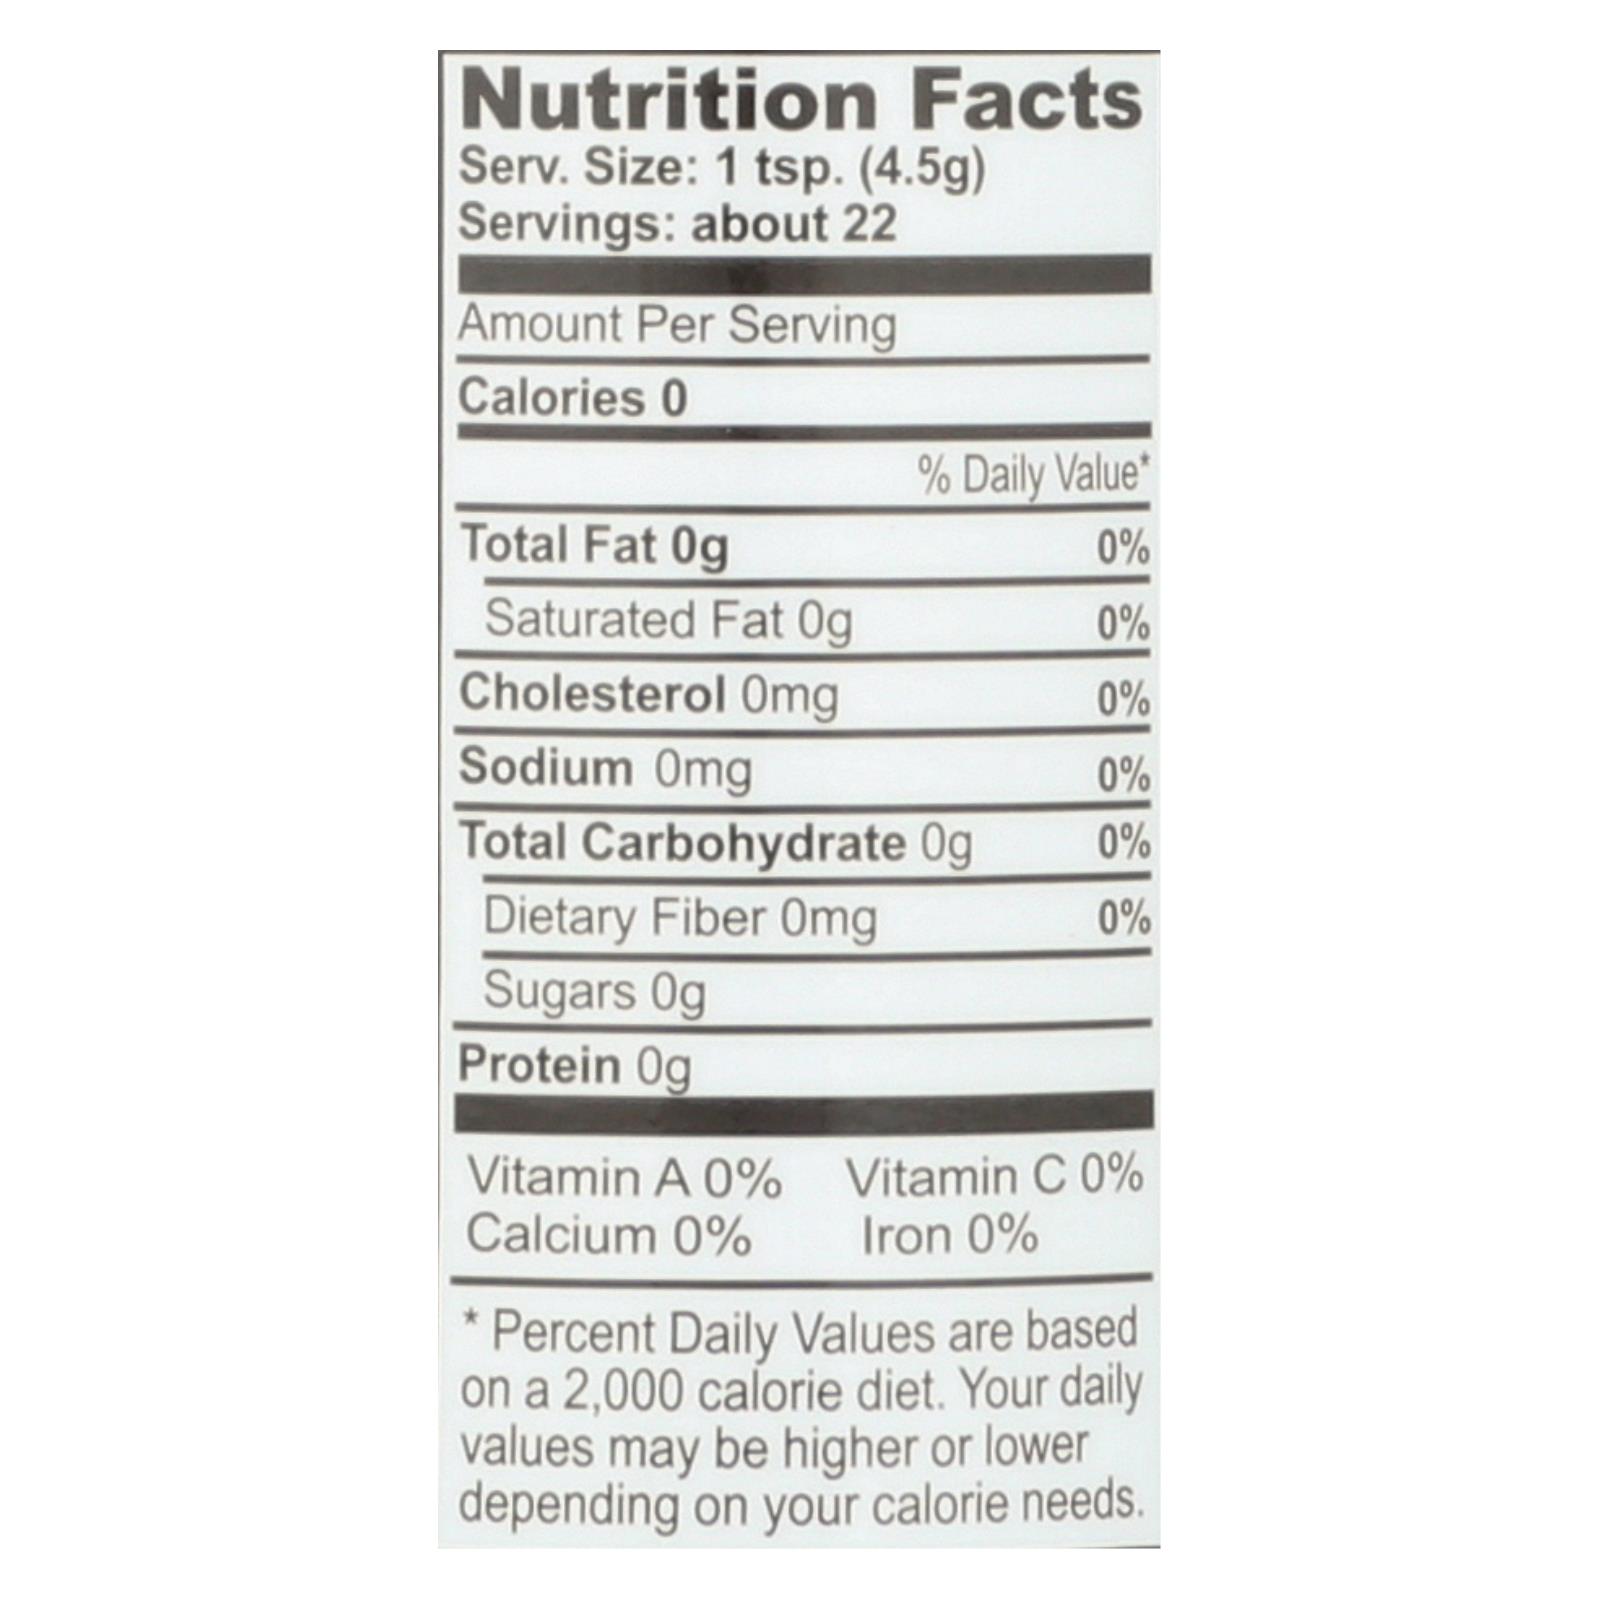 Nutrition Facts
Serv. Size: 1 tsp. (4.5g)
Servings: about 22
Amount Per Serving
Calories 0
% Daily Value*
Total Fat 0g 0%
Saturated Fat 0g 0%
Cholesterol 0mg 0%
Sodium 0mg 0%
Total Carbohydrate 0g 0%
Dietary Fiber 0mg 0%
Sugars 0g
Protein 0g
Vitamin A 0% Vitamin C 0%
Calcium 0% Iron 0%
* Percent Daily Values are based
on a 2,000 calorie diet. Your daily
values may be higher or lower
depending on your calorie needs.